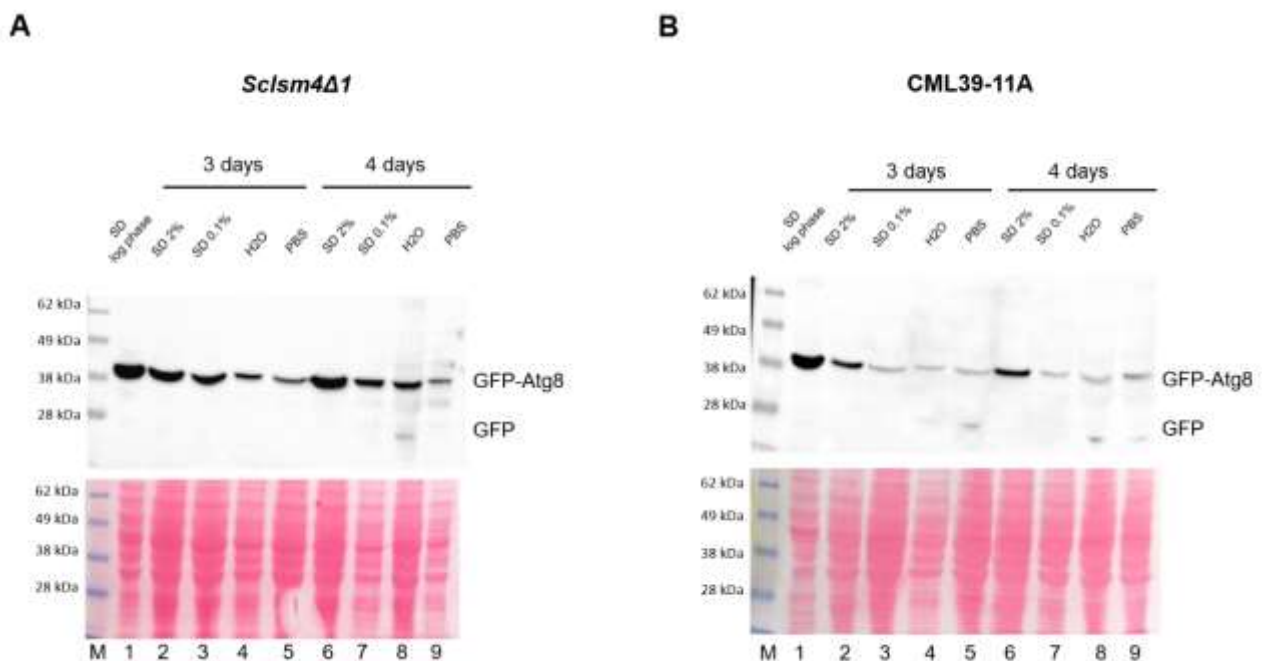 A
Sclsm4Δ1
3 days
4 days
SD log phase
SD 2%
SD 0.1%
H2O
PBS
SD 2%
SD 0.1%
H2O
PBS
62 kDa
49 kDa
38 kDa
28 kDa
GFP-Atg8
GFP
62 kDa
49 kDa
38 kDa
28 kDa
M 1 2 3 4 5 6 7 8 9
B
CML39-11A
3 days
4 days
SD log phase
SD 2%
SD 0.1%
H2O
PBS
SD 2%
SD 0.1%
H2O
PBS
62 kDa
49 kDa
38 kDa
28 kDa
GFP-Atg8
GFP
62 kDa
49 kDa
38 kDa
28 kDa
M 1 2 3 4 5 6 7 8 9